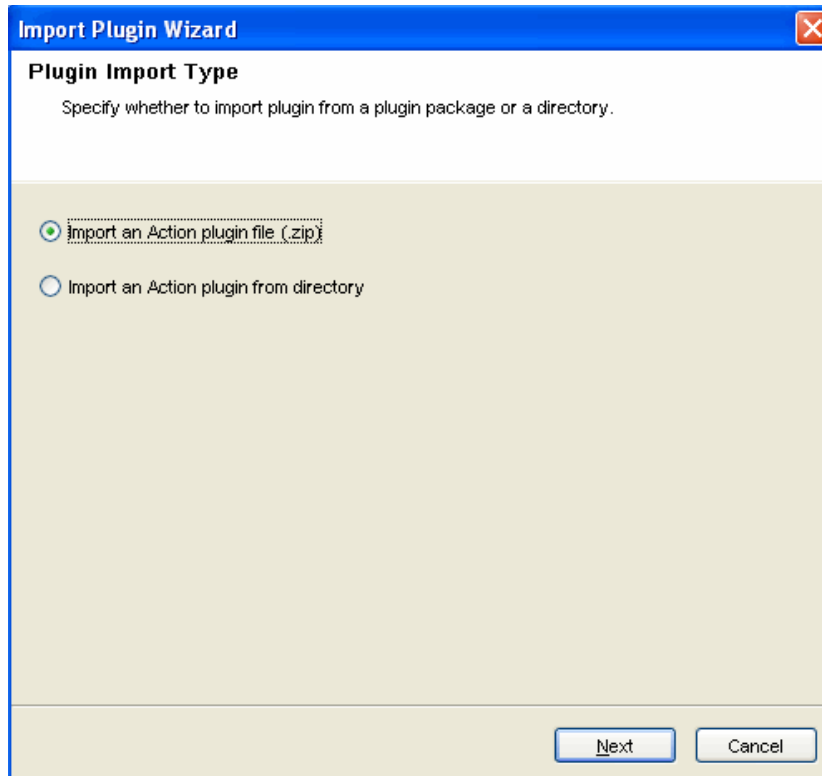 Import Plugin Wizard
Plugin Import Type
Specify whether to import plugin from a plugin package or a directory.
Import an Action plugin file (.zip)
Import an Action plugin from directory
Next
Cancel